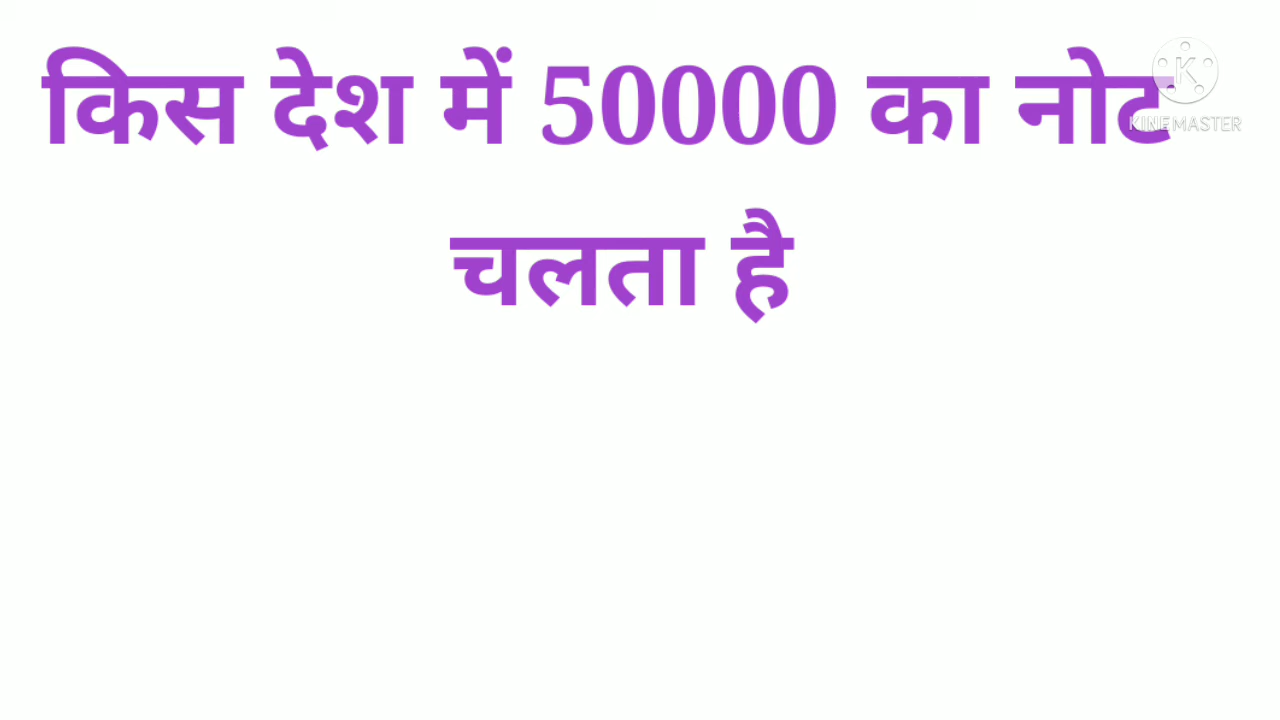 किस देश में 50000 का नोट
चलता है
KINEMASTER